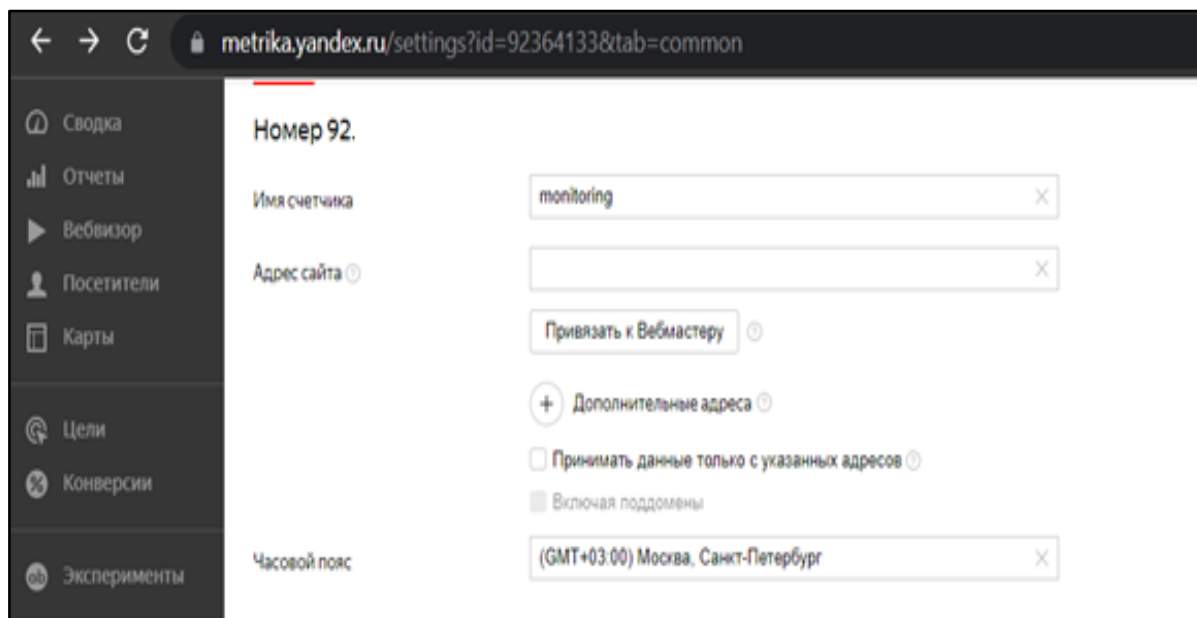 metrika.yandex.ru/settings?id=92364133&tab=common
Сводка
Отчеты
Вебвизор
Посетители
Карты
Цели
Конверсии
Эксперименты
Номер 92.
Имя счетчика
monitoring
Адрес сайта
Привязать к Вебмастеру
Дополнительные адреса
Принимать данные только с указанных адресов
Включая поддомены
Часовой пояс
(GMT+03:00) Москва, Санкт-Петербург